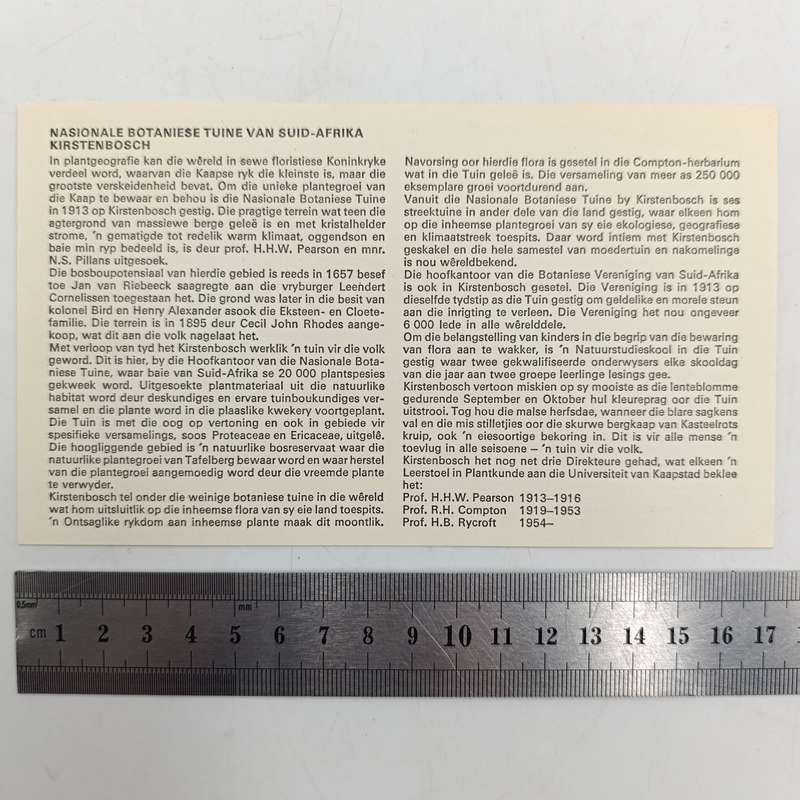 NASIONALE BOTANIESE TUINE VAN SUID-AFRIKA
KIRSTENBOSCH
In plantgeografie kan die wêreld in sewe floristiese Koninkryke
verdeel word, waarvan die Kaapse ryk die kleinste is, maar die
grootste verskeidenheid bevat. Om die unieke plantegroei van
die Kaap te bewaar en behou is die Nasionale Botaniese Tuine
in 1913 op Kirstenbosch gestig. Die pragtige terrein wat teen die
agtergrond van massiewe berge geleë is en met kristalhelder
strome, 'n gematigde tot redelik warm klimaat, oggendson en
baie min ryp bedeeld is, is deur prof. H.H.W. Pearson en mnr.
N.S. Pillans uitgesoek.
Die bosboupotensiaal van hierdie gebied is reeds in 1657 besef
toe Jan van Riebeeck saagregte aan die vryburger Leendert
Cornelissen toegestaan het. Die grond was later in die besit van
kolonel Bird en Henry Alexander asook die Eksteen- en Cloete-
familie. Die terrein is in 1895 deur Cecil John Rhodes aange-
koop, wat dit aan die volk nagelaat het.
Met verloop van tyd het Kirstenbosch werklik 'n tuin vir die volk
geword. Dit is hier, by die Hoofkantoor van die Nasionale Bota-
niese Tuine, waar baie van Suid-Afrika se 20 000 plantspesies
gekweek word. Uitgesoekte plantmateriaal uit die natuurlike
habitat word deur deskundiges en ervare tuinboukundiges ver-
samel en die plante word in die plaaslike kwekery voortgeplant.
Die Tuin is met die oog op vertoning en ook in gebiede vir
spesifieke versamelings, soos Proteaceae en Ericaceae, uitgelê.
Die hoogliggende gebied is 'n natuurlike bosreservaat waar die
natuurlike plantegroei van Tafelberg bewaar word en waar herstel
van die plantegroei aangemoedig word deur die vreemde plante
te verwyder.
Kirstenbosch tel onder die weinige botaniese tuine in die wêreld
wat hom uitsluitlik op die inheemse flora van sy eie land toespits.
'n Ontsaglike rykdom aan inheemse plante maak dit moontlik.
Navorsing oor hierdie flora is gesetel in die Compton-herbarium
wat in die Tuin geleë is. Die versameling van meer as 250 000
eksemplare groei voortdurend aan.
Vanuit die Nasionale Botaniese Tuine by Kirstenbosch is ses
streektuine in ander dele van die land gestig, waar elkeen hom
op die inheemse plantegroei van sy eie ekologiese, geografiese
en klimaatstreek toespits. Daar word intiem met Kirstenbosch
geskakel en die hele samestel van moedertuin en nakomelinge
is nou wêreldbekend.
Die hoofkantoor van die Botaniese Vereniging van Suid-Afrika
is ook in Kirstenbosch gesetel. Die Vereniging is in 1913 op
dieselfde tydstip as die Tuin gestig om geldelike en morele steun
aan die inrigting te verleen. Die Vereniging het nou ongeveer
6 000 lede in alle wêrelddele.
Om die belangstelling van kinders in die begrip van die bewaring
van flora aan te wakker, is 'n Natuurstudieskool in die Tuin
gestig waar twee gekwalifiseerde onderwysers elke skooldag
van die jaar aan twee groepe leerlinge lesings gee.
Kirstenbosch vertoon miskien op sy mooiste as die lenteblomme
gedurende September en Oktober hul kleureprag oor die Tuin
uitstrooi. Tog hou die malse herfsdae, wanneer die blare sagkens
val en die mis stilletjies oor die skurwe bergkaap van Kasteelrots
kruip, ook 'n eiesoortige bekoring in. Dit is vir alle mense 'n
toevlug in alle seisoene – 'n tuin vir die volk.
Kirstenbosch het nog net drie Direkteure gehad, wat elkeen 'n
Leerstoel in Plantkunde aan die Universiteit van Kaapstad beklee
het:
Prof. H.H.W. Pearson 1913–1916
Prof. R.H. Compton 1919–1953
Prof. H.B. Rycroft 1954–
0.5mm
mm
cm 1 2 3 4 5 6 7 8 9 10 11 12 13 14 15 16 17